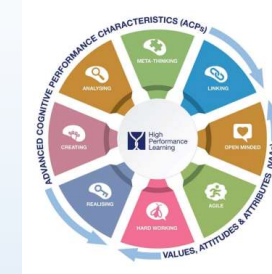 ADVANCED COGNITIVE PERFORMANCE CHARACTERISTICS (ACPs)
META-THINKING
LINKING
OPEN MINDED
AGILE
HARD WORKING
REALISING
CREATING
ANALYSING
High
Performance
Learning
VALUES, ATTITUDES & ATTRIBUTES (VAAs)